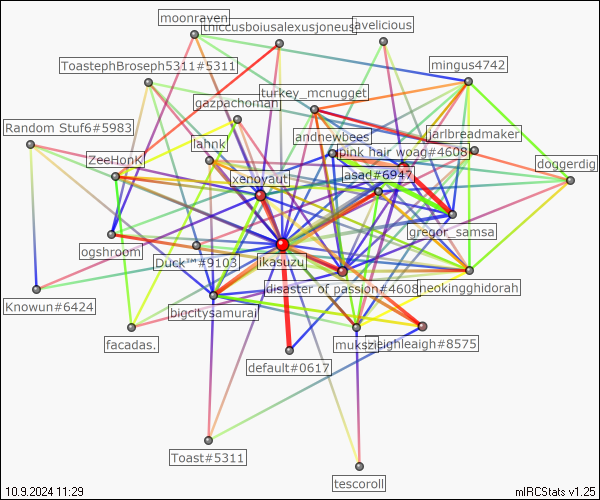 moonraven
thiccusboiusalexusjoneus
avelicious
ToastephBroseph5311#5311
mingus4742
turkey_mcnugget
gazpachoman
Random Stuf6#5983
andnewbees
jarlbreadmaker
lahnk
pink hair woag#4608
ZeeHonK
doggerdig
asad#6947
xenoyaut
gregor_samsa
ogshroom
Duck™#9103
ikasuzu
disaster of passion#4608
neokingghidorah
Knowun#6424
bigcitysamurai
facadas.
muksz
leighleaigh#8575
default#0617
Toast#5311
tescoroll
10.9.2024 11:29
mIRCStats v1.25